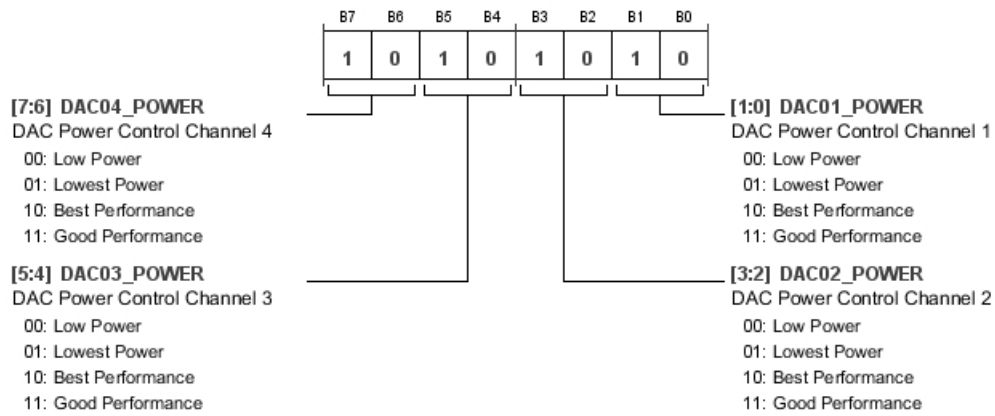 B7 B6 B5 B4 B3 B2 B1 B0
1 0 1 0 1 0 1 0
[7:6] DAC04_POWER
DAC Power Control Channel 4
00: Low Power
01: Lowest Power
10: Best Performance
11: Good Performance
[5:4] DAC03_POWER
DAC Power Control Channel 3
00: Low Power
01: Lowest Power
10: Best Performance
11: Good Performance
[1:0] DAC01_POWER
DAC Power Control Channel 1
00: Low Power
01: Lowest Power
10: Best Performance
11: Good Performance
[3:2] DAC02_POWER
DAC Power Control Channel 2
00: Low Power
01: Lowest Power
10: Best Performance
11: Good Performance